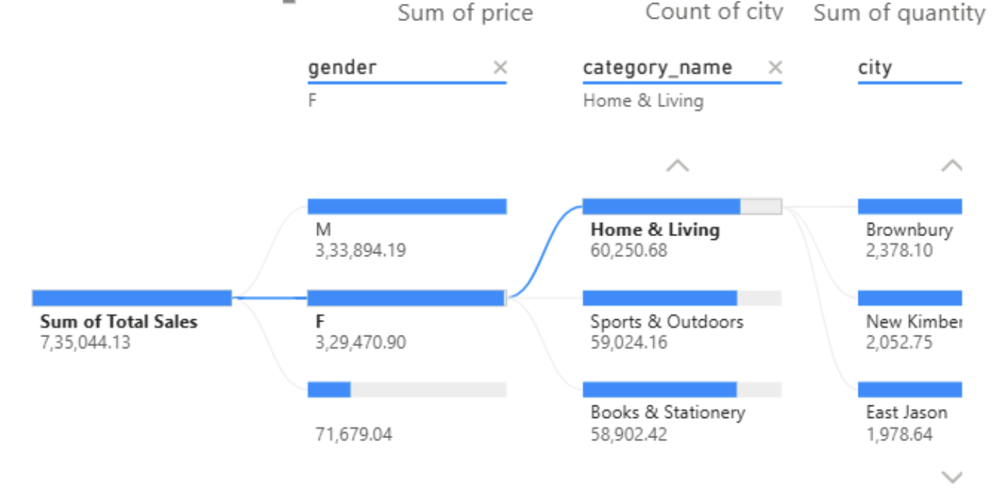 Sum of price
Count of city
Sum of quantity
gender
F
category_name
Home & Living
city
Sum of Total Sales
7,35,044.13
M
3,33,894.19
F
3,29,470.90
71,679.04
Home & Living
60,250.68
Sports & Outdoors
59,024.16
Books & Stationery
58,902.42
Brownbury
2,378.10
New Kimber
2,052.75
East Jason
1,978.64